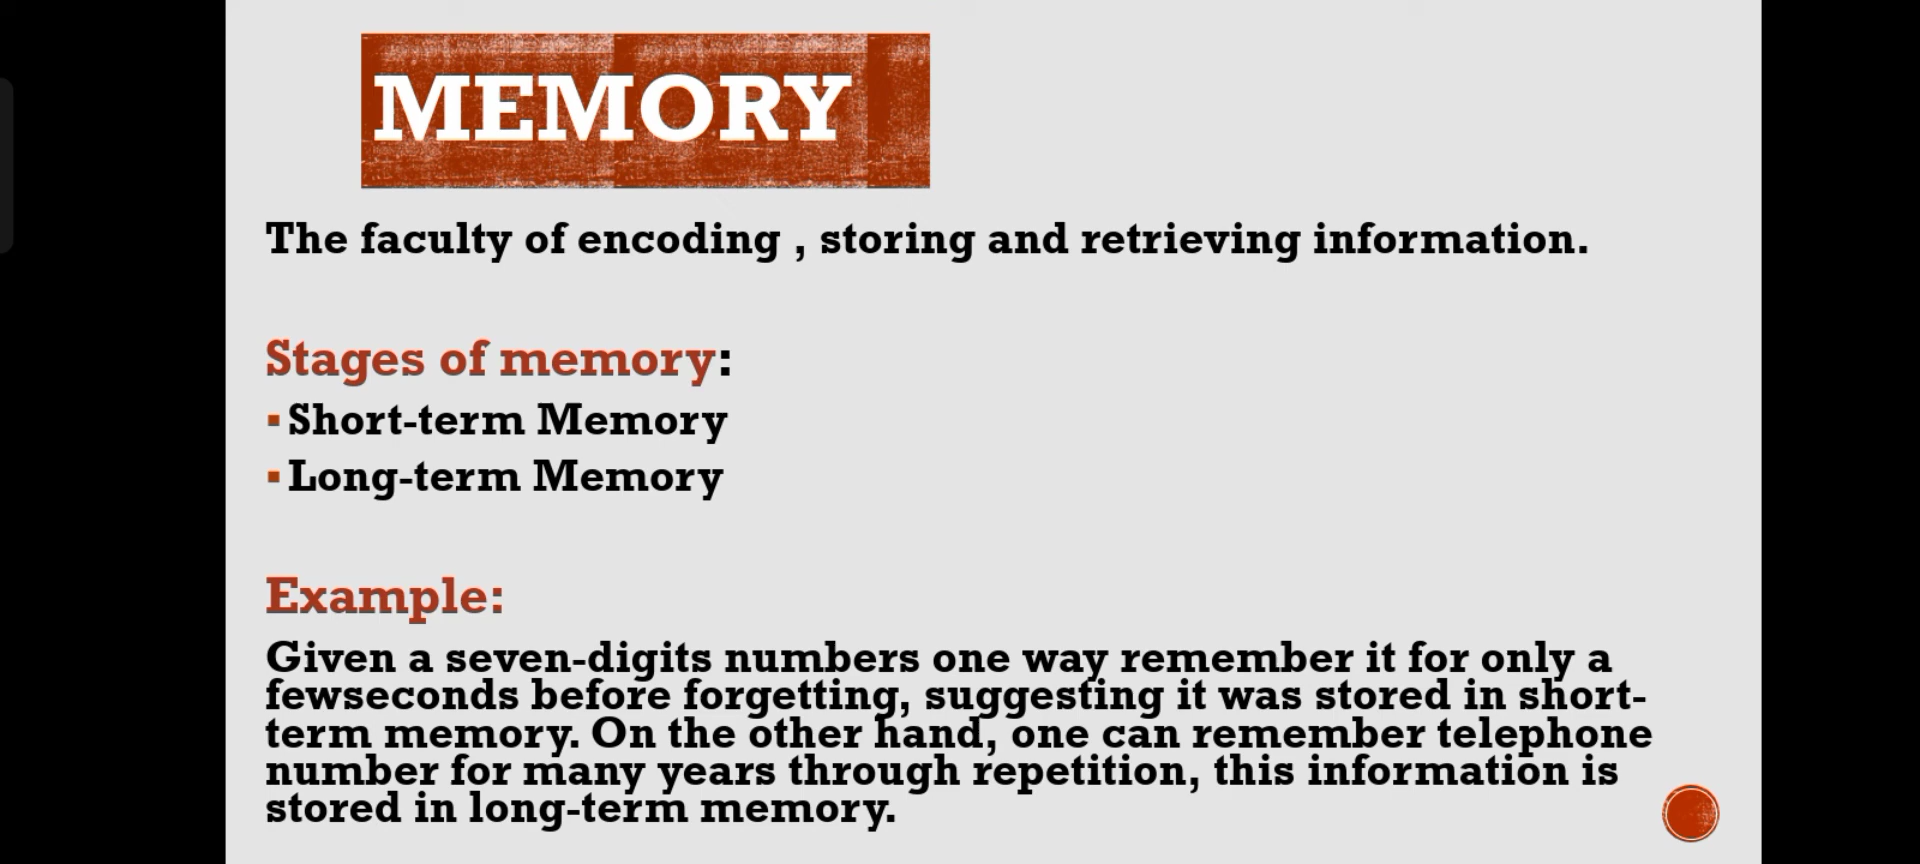 MEMORY
The faculty of encoding , storing and retrieving information.
Stages of memory:
▪Short-term Memory
▪Long-term Memory
Example:
Given a seven-digits numbers one way remember it for only a
fewseconds before forgetting, suggesting it was stored in short-
term memory. On the other hand, one can remember telephone
number for many years through repetition, this information is
stored in long-term memory.